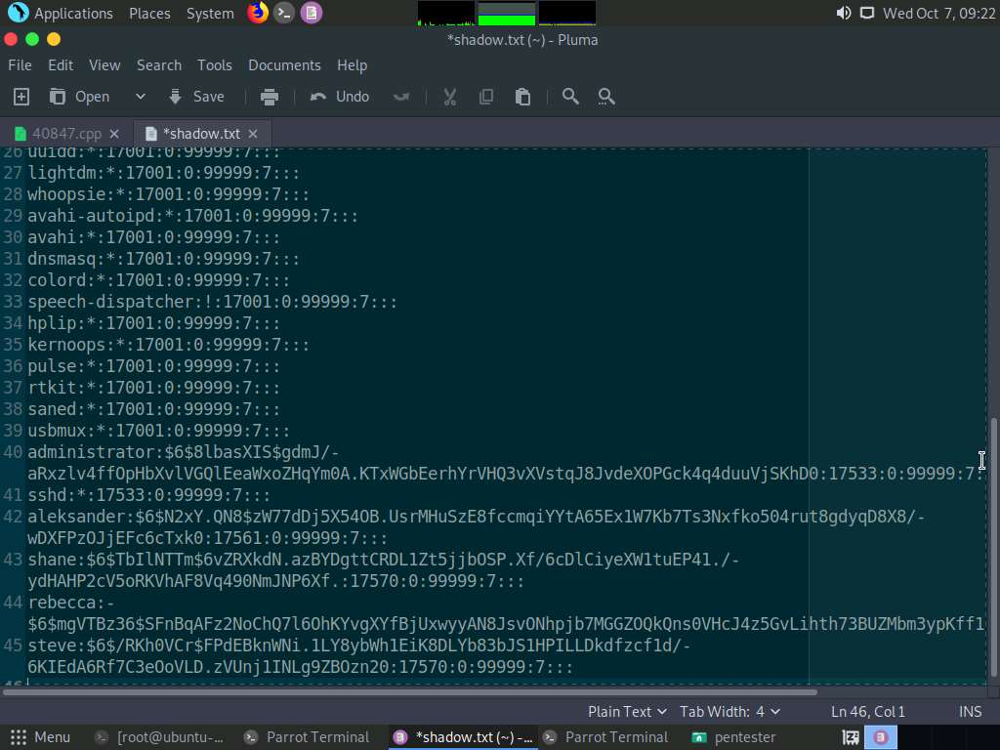 Applications Places System Wed Oct 7, 09:22
*shadow.txt (~) - Pluma
File Edit View Search Tools Documents Help
Open Save Undo
40847.cpp *shadow.txt
26 uuidd:*:17001:0:99999:7:::
27 lightdm:*:17001:0:99999:7:::
28 whoopsie:*:17001:0:99999:7:::
29 avahi-autoipd:*:17001:0:99999:7:::
30 avahi:*:17001:0:99999:7:::
31 dnsmasq:*:17001:0:99999:7:::
32 colord:*:17001:0:99999:7:::
33 speech-dispatcher:!:17001:0:99999:7:::
34 hplip:*:17001:0:99999:7:::
35 kernoops:*:17001:0:99999:7:::
36 pulse:*:17001:0:99999:7:::
37 rtkit:*:17001:0:99999:7:::
38 saned:*:17001:0:99999:7:::
39 usbmux:*:17001:0:99999:7:::
40 administrator:$6$8lbasXIS$gdmJ/-
aRxzlv4ffOpHbXvlVGQlEeaWxoZHqYm0A.KTxWGbEerhYrVHQ3vXVstqJ8JvdeXOPGck4q4duuVjSKhD0:17533:0:99999:7:
41 sshd:*:17533:0:99999:7:::
42 aleksander:$6$N2xY.QN8$zW77dDj5X54OB.UsrMHuSzE8fccmqiYYtA65Ex1W7Kb7Ts3Nxfko504rut8gdyqD8X8/-
wDXFPzOJjEFc6cTxk0:17561:0:99999:7:::
43 shane:$6$TbIlNTTm$6vZRXkdN.azBYDgttCRDL1Zt5jjbOSP.Xf/6cDlCiyeXW1tuEP41./-
ydHAHP2cV5oRKVhAF8Vq490NmJNP6Xf.:17570:0:99999:7:::
44 rebecca:-
$6$mgVTBz36$SFnBqAFz2NoChQ7l6OhKYvgXYfBjUxwyyAN8JsvONhpjb7MGGZOQkQns0VHcJ4z5GvLihth73BUZMbm3ypKff1
45 steve:$6$/RKh0VCr$FPdEBknWNi.1LY8ybWh1EiK8DLYb83bJS1HPILLDkdfzcf1d/-
6KIEdA6Rf7C3eOoVLD.zVUnj1INLg9ZBOzn20:17570:0:99999:7:::
46
Plain Text Tab Width: 4 Ln 46, Col 1 INS
Menu [root@ubuntu-... Parrot Terminal *shadow.txt (~) -... Parrot Terminal pentester